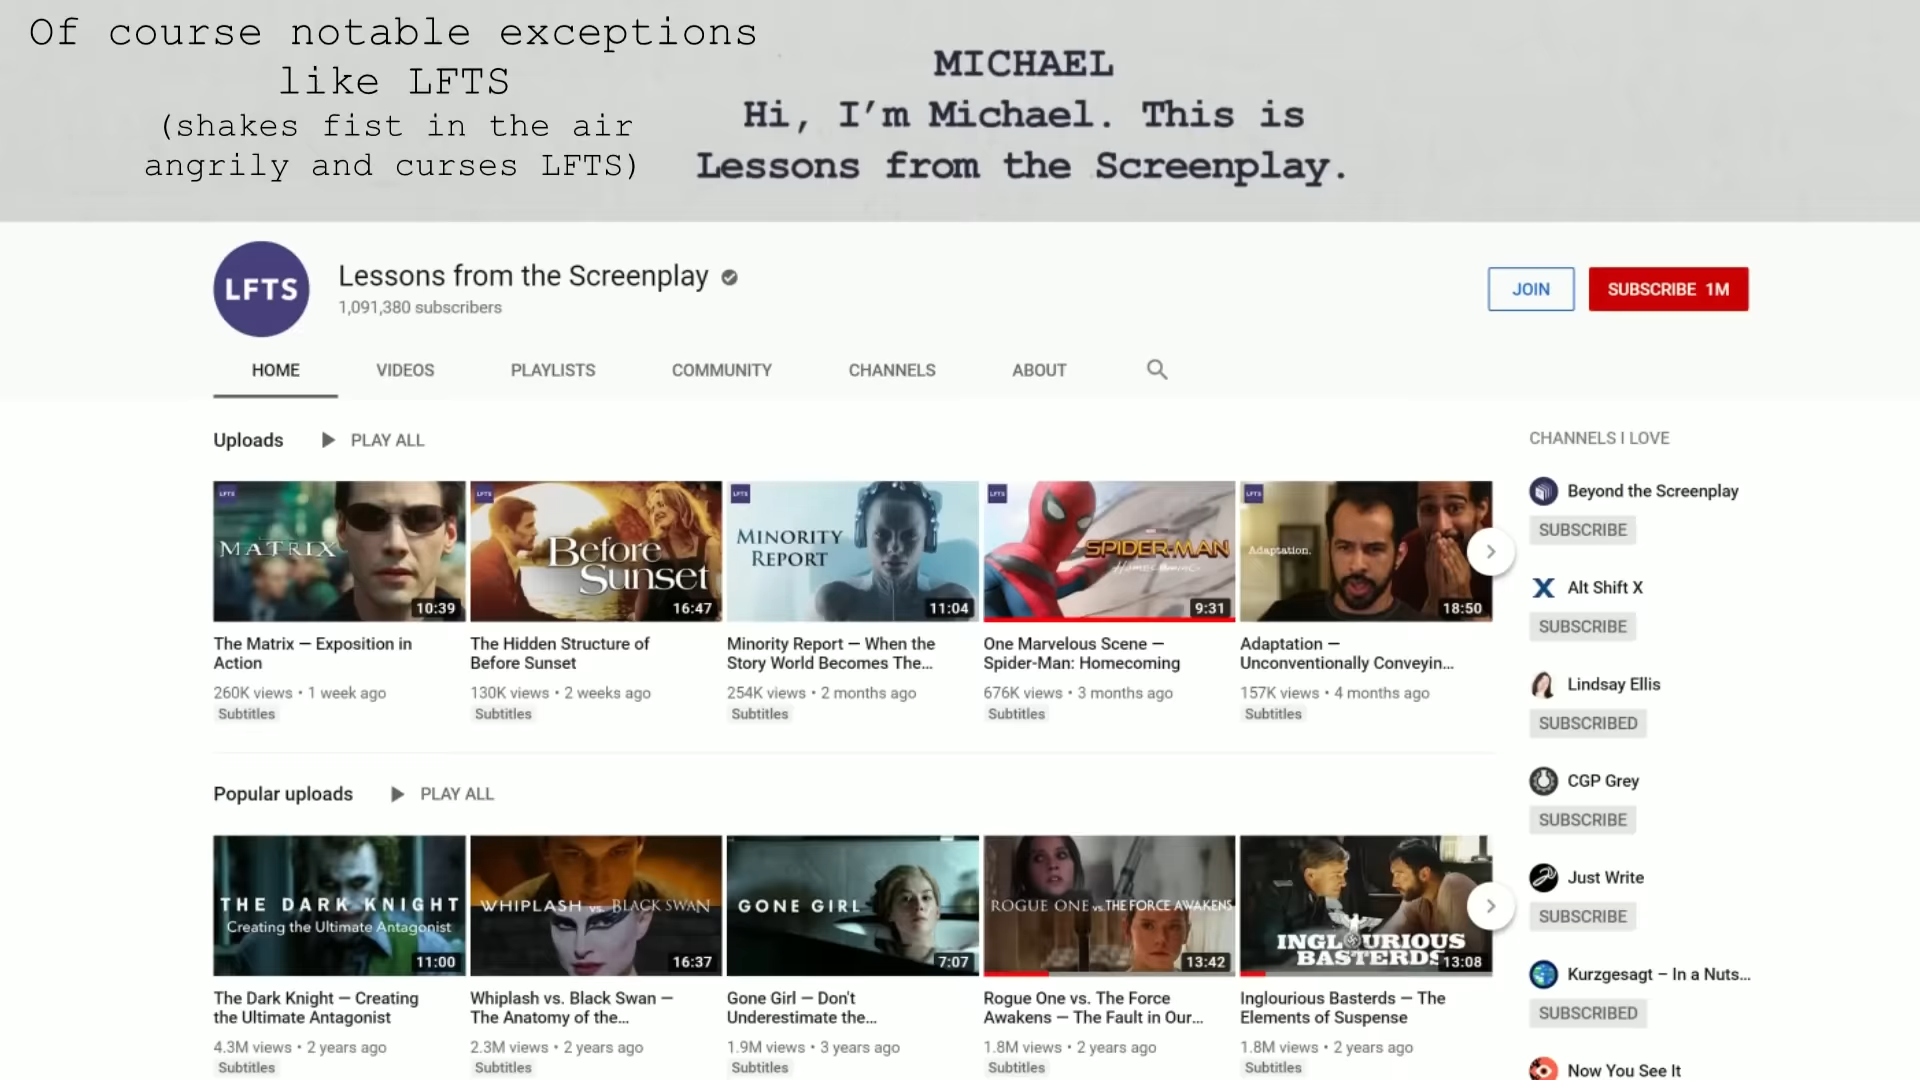 Of course notable exceptions
like LFTS
(shakes fist in the air
angrily and curses LFTS)
MICHAEL
Hi, I'm Michael. This is
Lessons from the Screenplay.
LFTS
Lessons from the Screenplay
1,091,380 subscribers
JOIN
SUBSCRIBE 1M
HOME VIDEOS PLAYLISTS COMMUNITY CHANNELS ABOUT
Uploads PLAY ALL
LFTS
MATRIX
10:39
The Matrix — Exposition in
Action
260K views • 1 week ago
Subtitles
LFTS
Before
Sunset
16:47
The Hidden Structure of
Before Sunset
130K views • 2 weeks ago
Subtitles
LFTS
MINORITY
REPORT
11:04
Minority Report — When the
Story World Becomes The...
254K views • 2 months ago
Subtitles
LFTS
SPIDER-MAN
HOMECOMING
9:31
One Marvelous Scene —
Spider-Man: Homecoming
676K views • 3 months ago
Subtitles
LFTS
Adaptation.
18:50
Adaptation —
Unconventionally Conveyin...
157K views • 4 months ago
Subtitles
Popular uploads PLAY ALL
THE DARK KNIGHT
Creating the Ultimate Antagonist
11:00
The Dark Knight — Creating
the Ultimate Antagonist
4.3M views • 2 years ago
Subtitles
WHIPLASH vs. BLACK SWAN
16:37
Whiplash vs. Black Swan —
The Anatomy of the...
2.3M views • 2 years ago
Subtitles
GONE GIRL
7:07
Gone Girl — Don't
Underestimate the...
1.9M views • 3 years ago
Subtitles
ROGUE ONE vs. THE FORCE AWAKENS
13:42
Rogue One vs. The Force
Awakens — The Fault in Our...
1.8M views • 2 years ago
Subtitles
INGLOURIOUS
BASTERDS
13:08
Inglourious Basterds — The
Elements of Suspense
1.8M views • 2 years ago
Subtitles
CHANNELS I LOVE
Beyond the Screenplay
SUBSCRIBE
Alt Shift X
SUBSCRIBE
Lindsay Ellis
SUBSCRIBED
CGP Grey
SUBSCRIBE
Just Write
SUBSCRIBE
Kurzgesagt – In a Nuts...
SUBSCRIBED
Now You See It